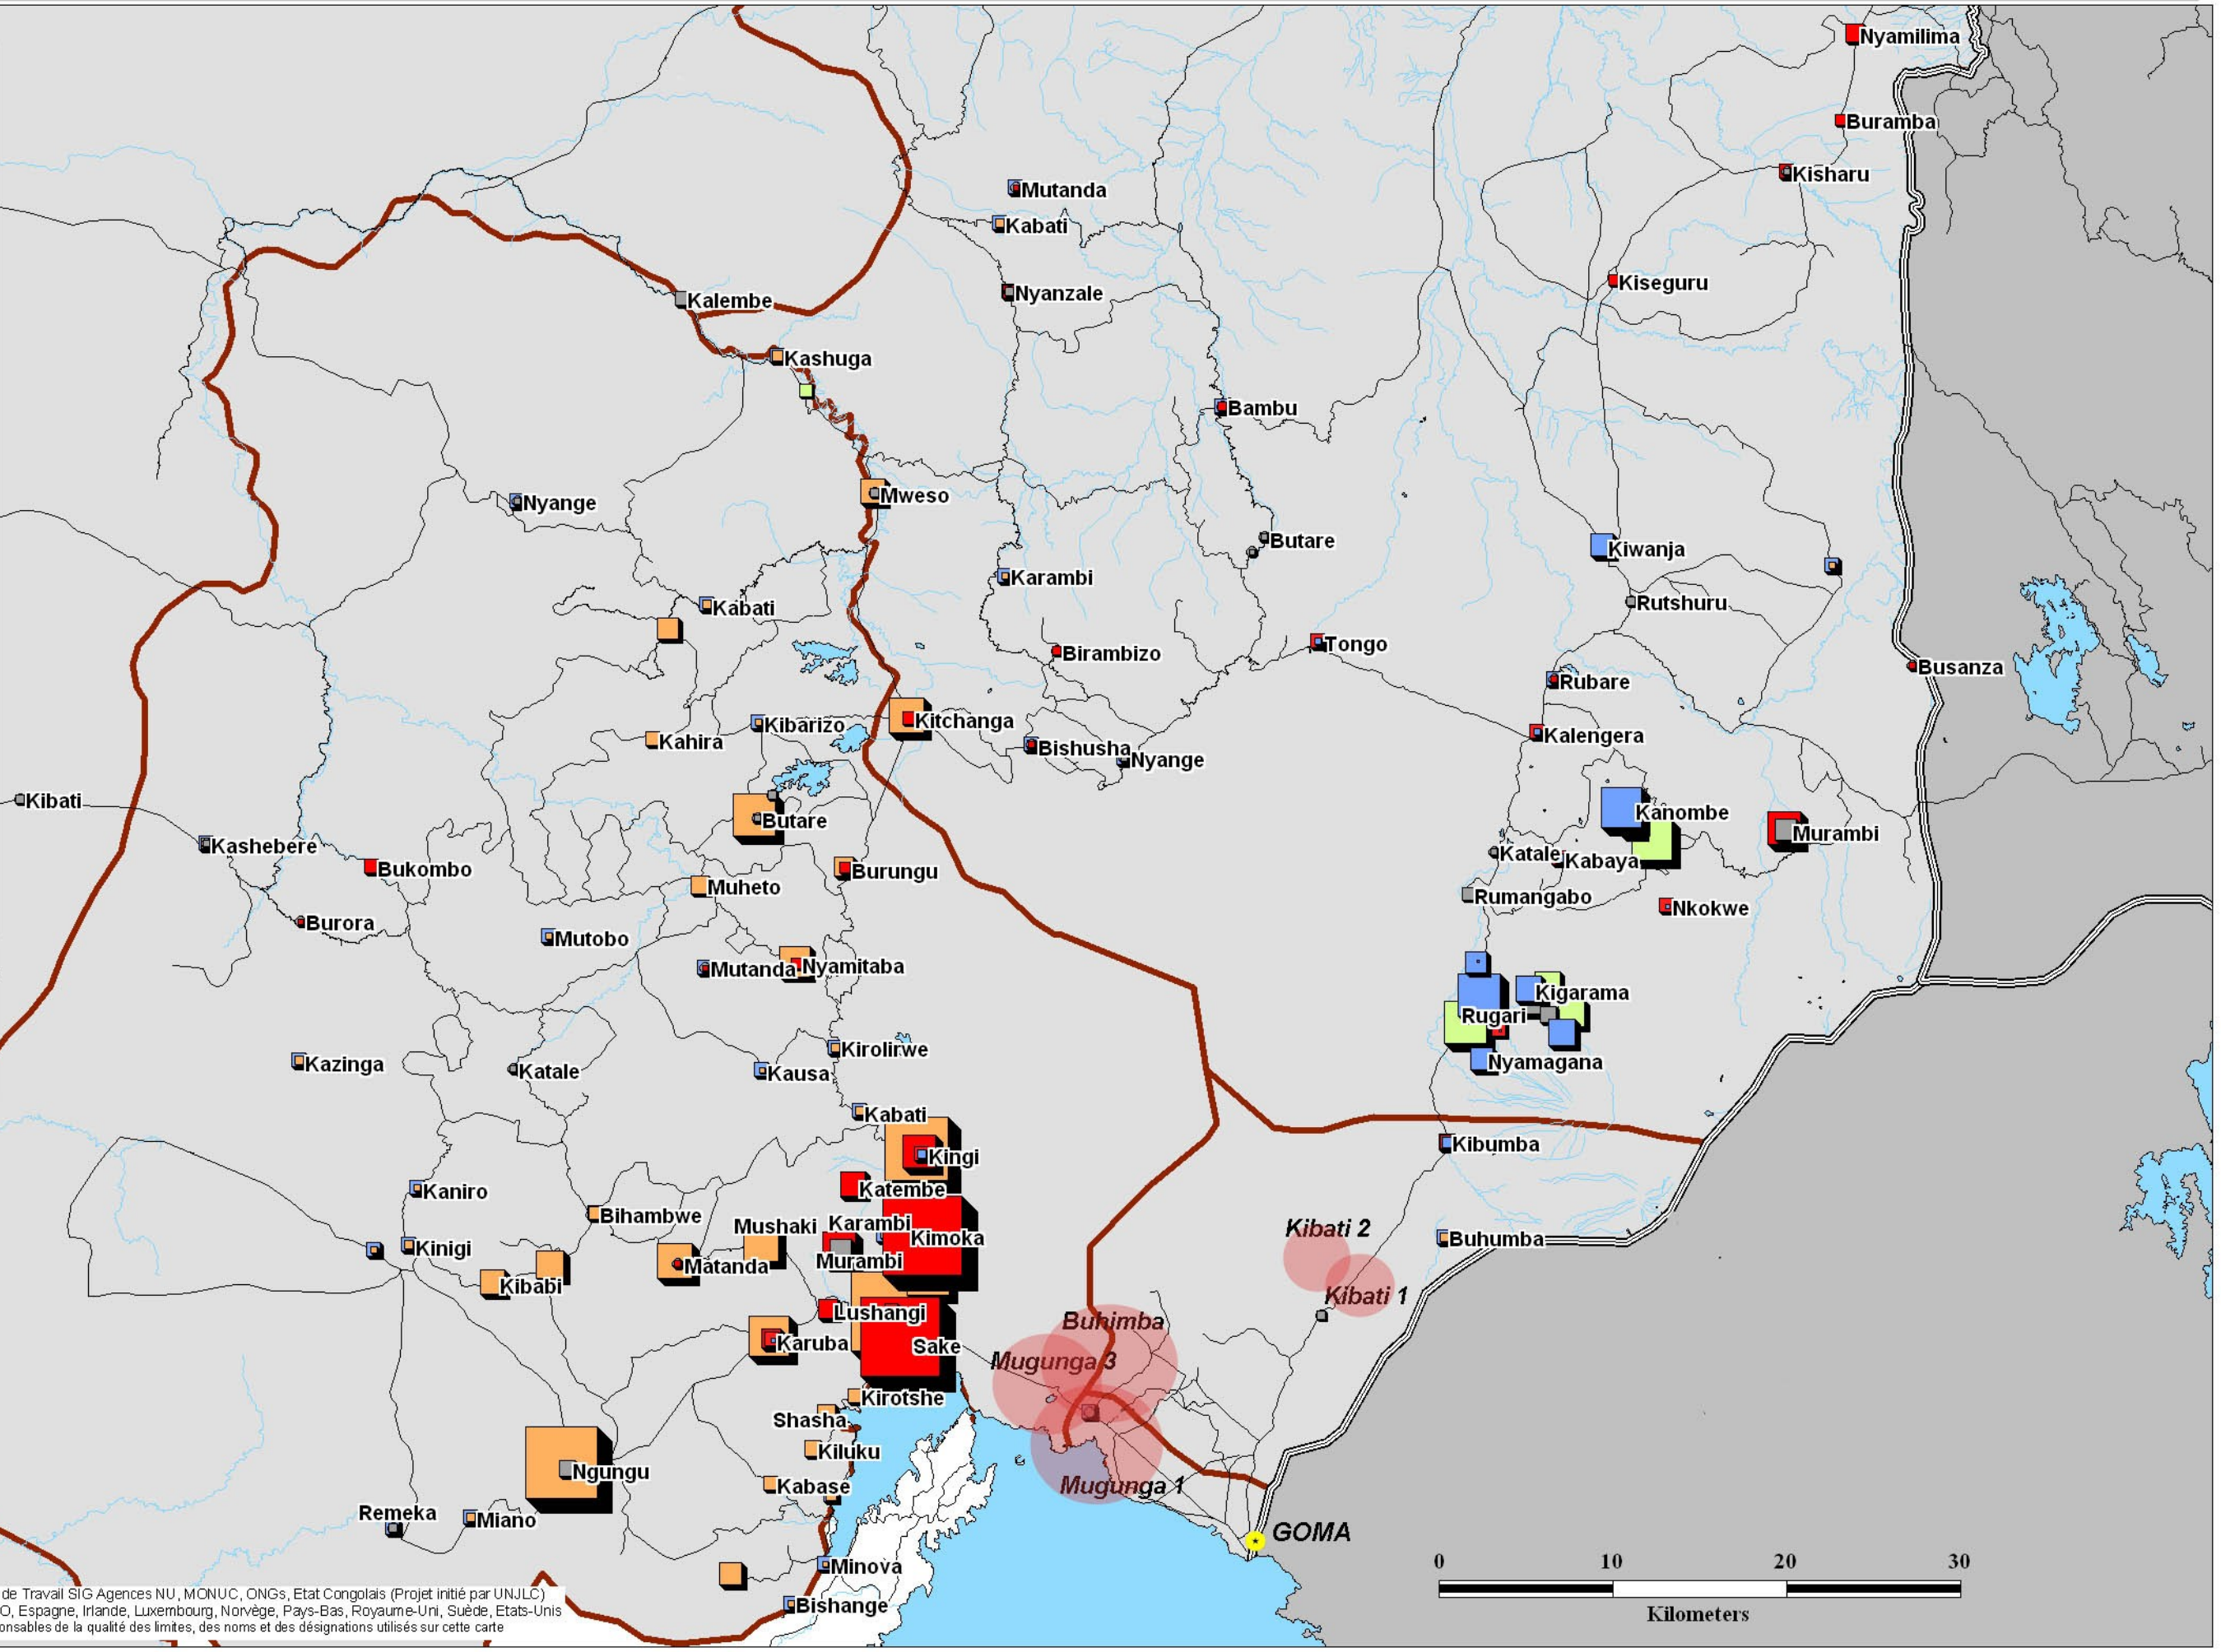 Nyamilima
Buramba
Kisharu
Mutanda
Kabati
Kiseguru
Nyanzale
Kalembe
Kashuga
Bambu
Mweso
Nyange
Butare
Kiwanja
Karambi
Rutshuru
Kabati
Tongo
Birambizo
Busanza
Rubare
Kitchanga
Kibarizo
Kahira
Kalengera
Bishusha
Nyange
Kibati
Kanombe
Butare
Murambi
Kashebere
Katale
Kabaya
Bukombo
Burungu
Muheto
Rumangabo
Nkokwe
Burora
Mutobo
Mutanda
Nyamitaba
Kigarama
Rugari
Kirolirwe
Nyamagana
Kazinga
Katale
Kausa
Kabati
Kibumba
Kingi
Katembe
Kaniro
Bihambwe
Mushaki
Karambi
Kibati 2
Kimoka
Buhumba
Kinigi
Murambi
Matanda
Kibabi
Kibati 1
Lushangi
Buhimba
Karuba
Sake
Mugunga 3
Kirotshe
Shasha
Kiluku
Ngungu
Kabase
Mugunga 1
Remeka
Miano
GOMA
0 10 20 30
Kilometers
Minova
Bishange
de Travail SIG Agences NU, MONUC, ONGs, Etat Congolais (Projet initié par UNJLC)
O, Espagne, Irlande, Luxembourg, Norvège, Pays-Bas, Royaume-Uni, Suède, Etats-Unis
onsables de la qualité des limites, des noms et des désignations utilisés sur cette carte